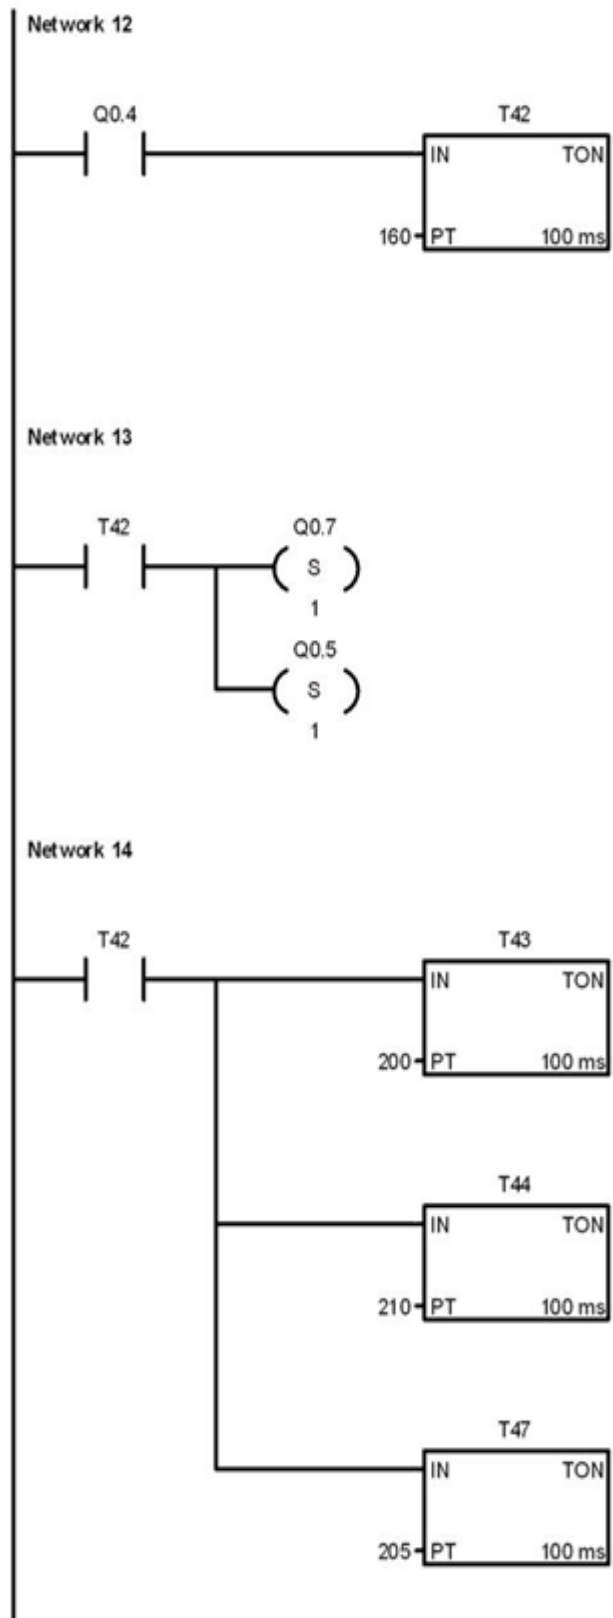 Network 12
Q0.4
T42
IN TON
160 PT 100 ms
Network 13
T42
Q0.7
S
1
Q0.5
S
1
Network 14
T42
T43
IN TON
200 PT 100 ms
T44
IN TON
210 PT 100 ms
T47
IN TON
205 PT 100 ms